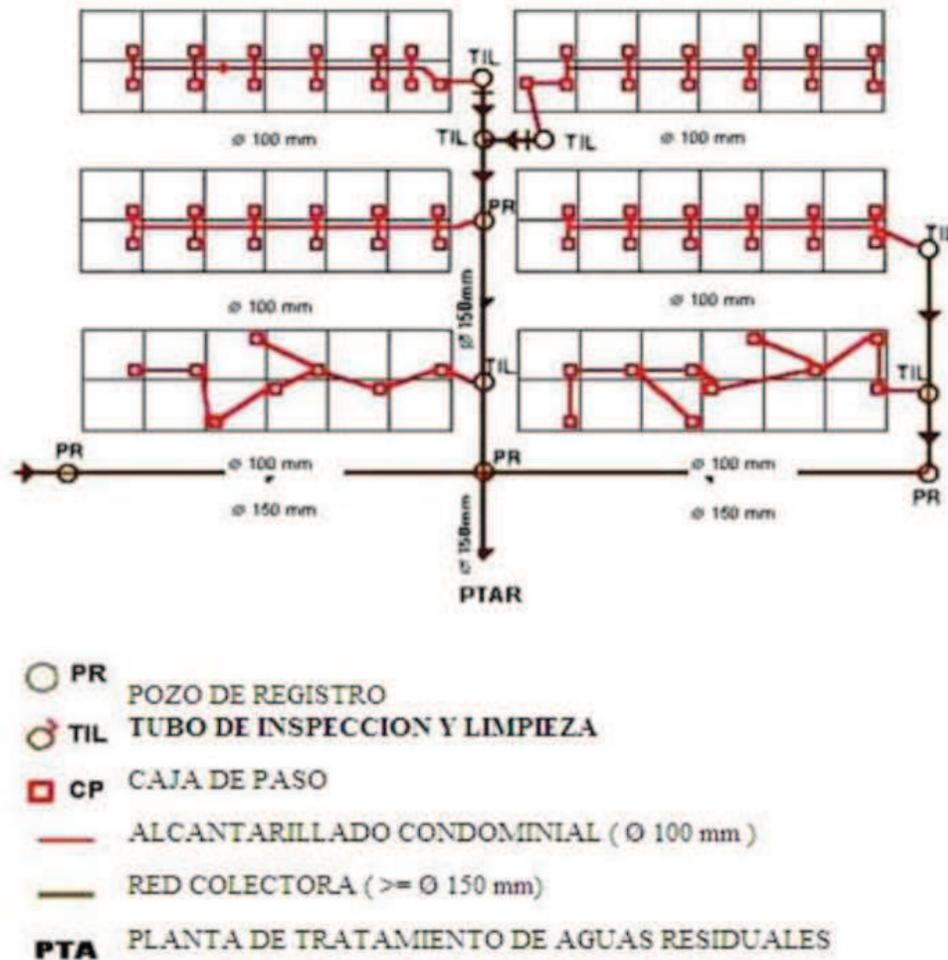 TIL
Ø 100 mm
TIL
TIL
Ø 100 mm
PR
TIL
Ø 100 mm
Ø 150mm
Ø 100 mm
TIL
TIL
PR
Ø 100 mm
PR
Ø 100 mm
PR
Ø 150 mm
Ø 150mm
Ø 150 mm
PTAR
PR POZO DE REGISTRO
TIL TUBO DE INSPECCION Y LIMPIEZA
CP CAJA DE PASO
ALCANTARILLADO CONDOMINIAL ( Ø 100 mm )
RED COLECTORA ( >= Ø 150 mm)
PTA PLANTA DE TRATAMIENTO DE AGUAS RESIDUALES